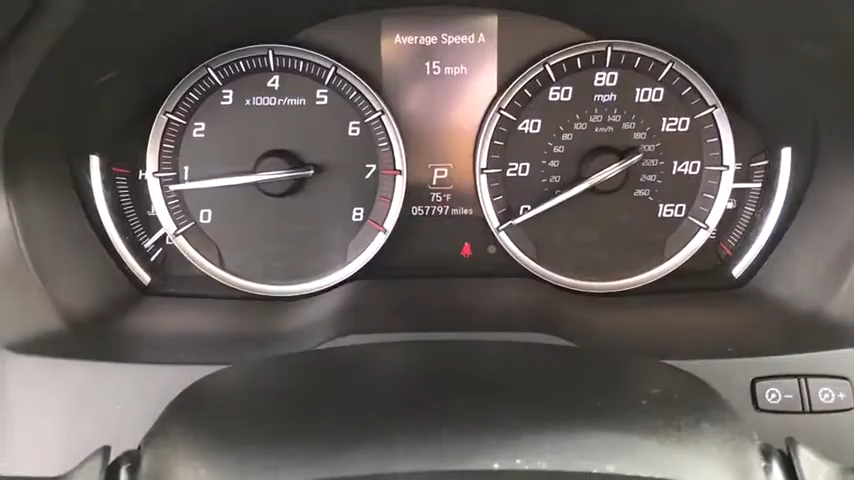 Average Speed A
15 mph
0 1 2 3 4 5 6 7 8
x1000r/min
H
P
75°F
057797 miles
0 20 40 60 80 100 120 140 160
mph
20 40 60 80 100 120 140 160 180 200 220 240 260
km/h